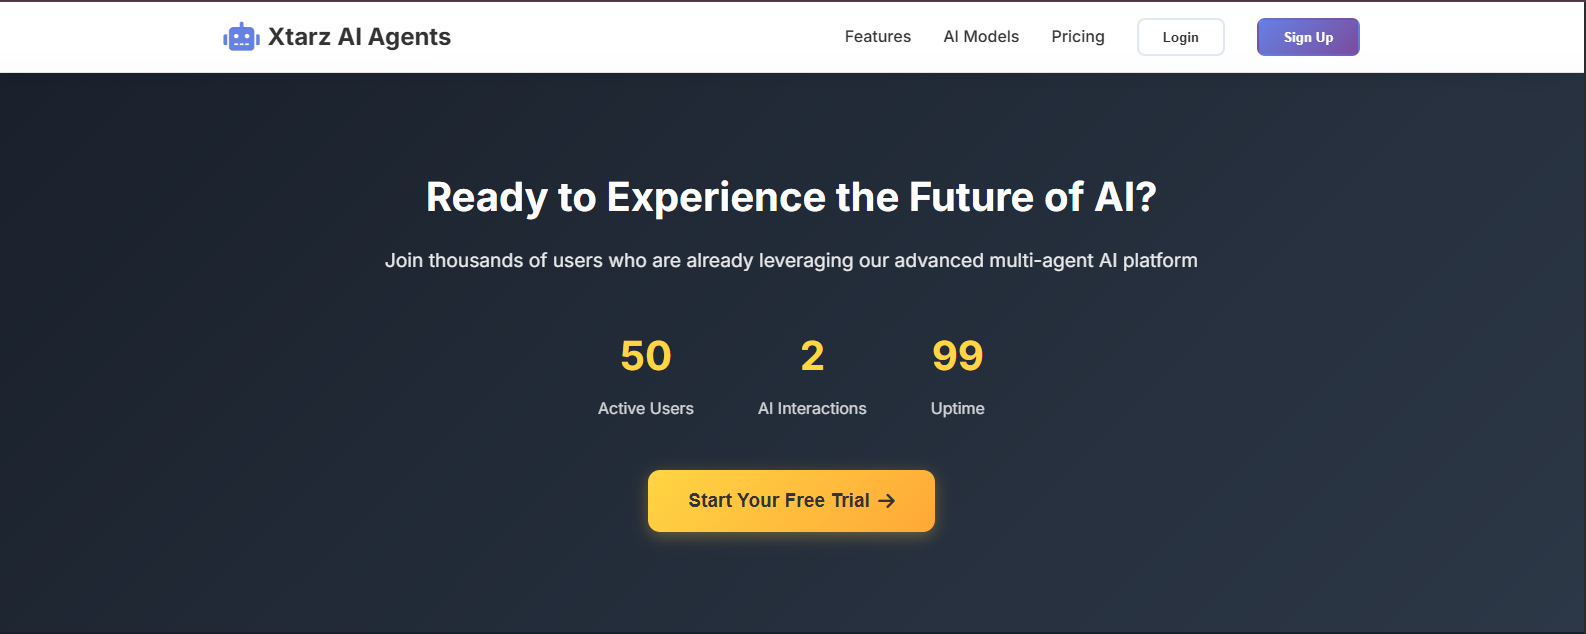 Xtarz AI Agents
Features
AI Models
Pricing
Login
Sign Up
Ready to Experience the Future of AI?
Join thousands of users who are already leveraging our advanced multi-agent AI platform
50
Active Users
2
AI Interactions
99
Uptime
Start Your Free Trial →